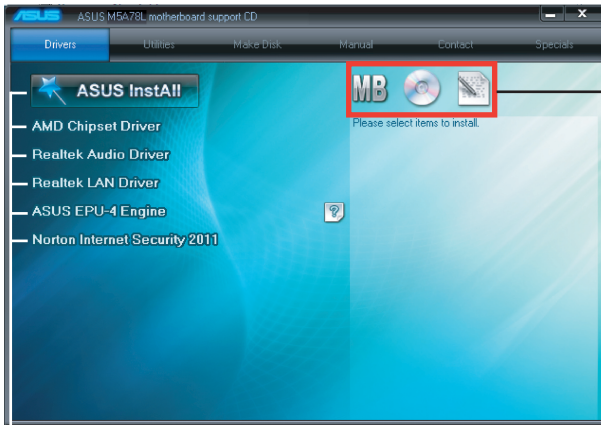 ASUS ASUS M5A78L motherboard support CD
Drivers Utilities Make Disk Manual Contact Specials
ASUS InstAll
MB
Please select items to install.
AMD Chipset Driver
Realtek Audio Driver
Realtek LAN Driver
ASUS EPU-4 Engine
?
Norton Internet Security 2011